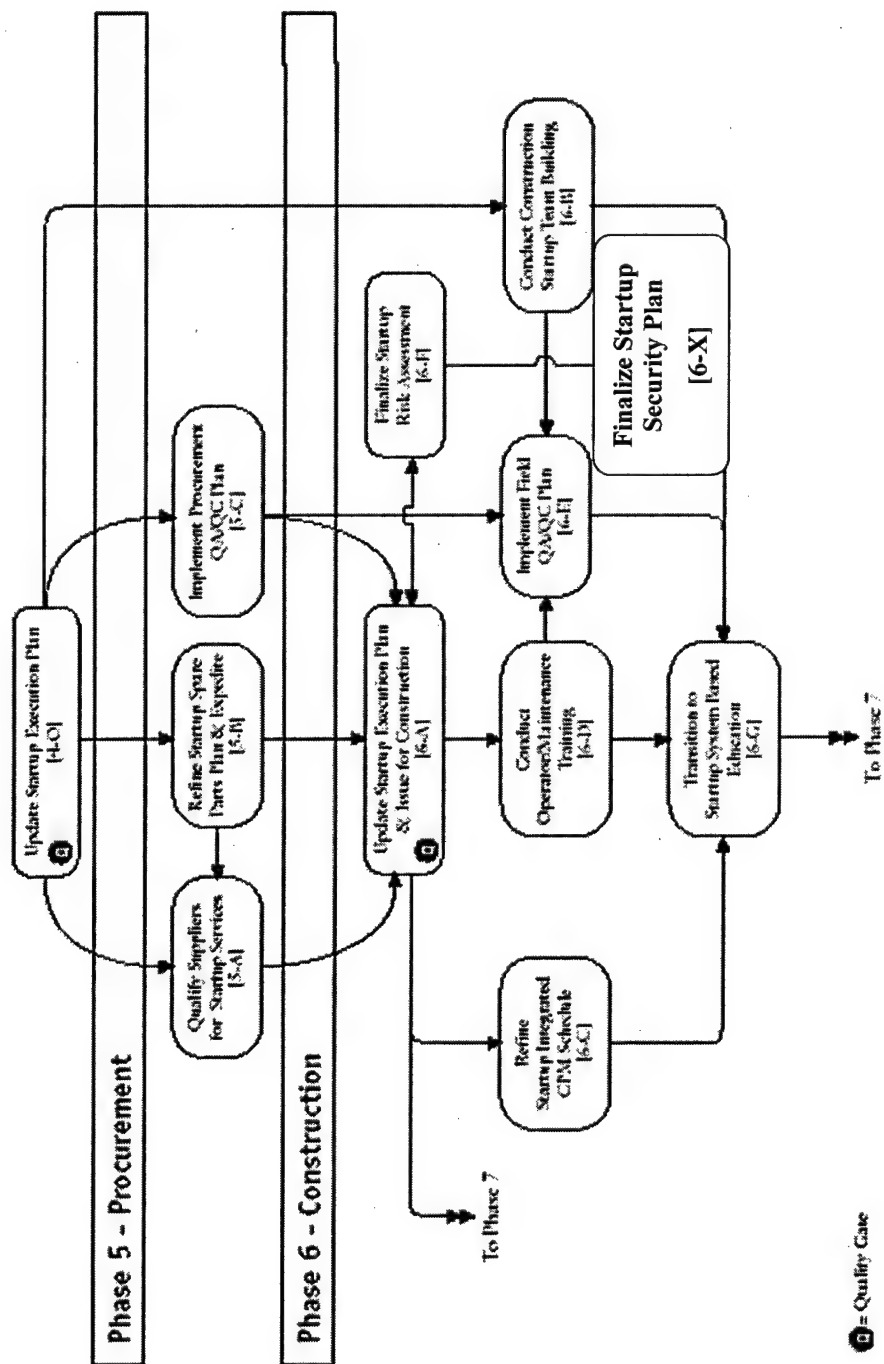 Update Startup Execution Plan
[4-O]
Phase 5 - Procurement
Qualify Suppliers
for Startup Services
[5-A]
Refine Startup Spare
Parts Plan & Expedite
[5-B]
Implement Procurement
QA/QC Plan
[5-C]
Phase 6 - Construction
Update Startup Execution Plan
& Issue for Construction
[6-A]
Finalize Startup
Risk Assessment
[6-F]
To Phase 7
Refine
Startup Integrated
CPM Schedule
[6-C]
Conduct
Operator/Maintenance
Training
[6-D]
Implement Field
QA/QC Plan
[6-E]
Conduct Construction
Startup Team Building
[6-B]
Finalize Startup
Security Plan
[6-X]
Transition to
Startup System Based
Education
[6-G]
To Phase 7
Q = Quality Gate